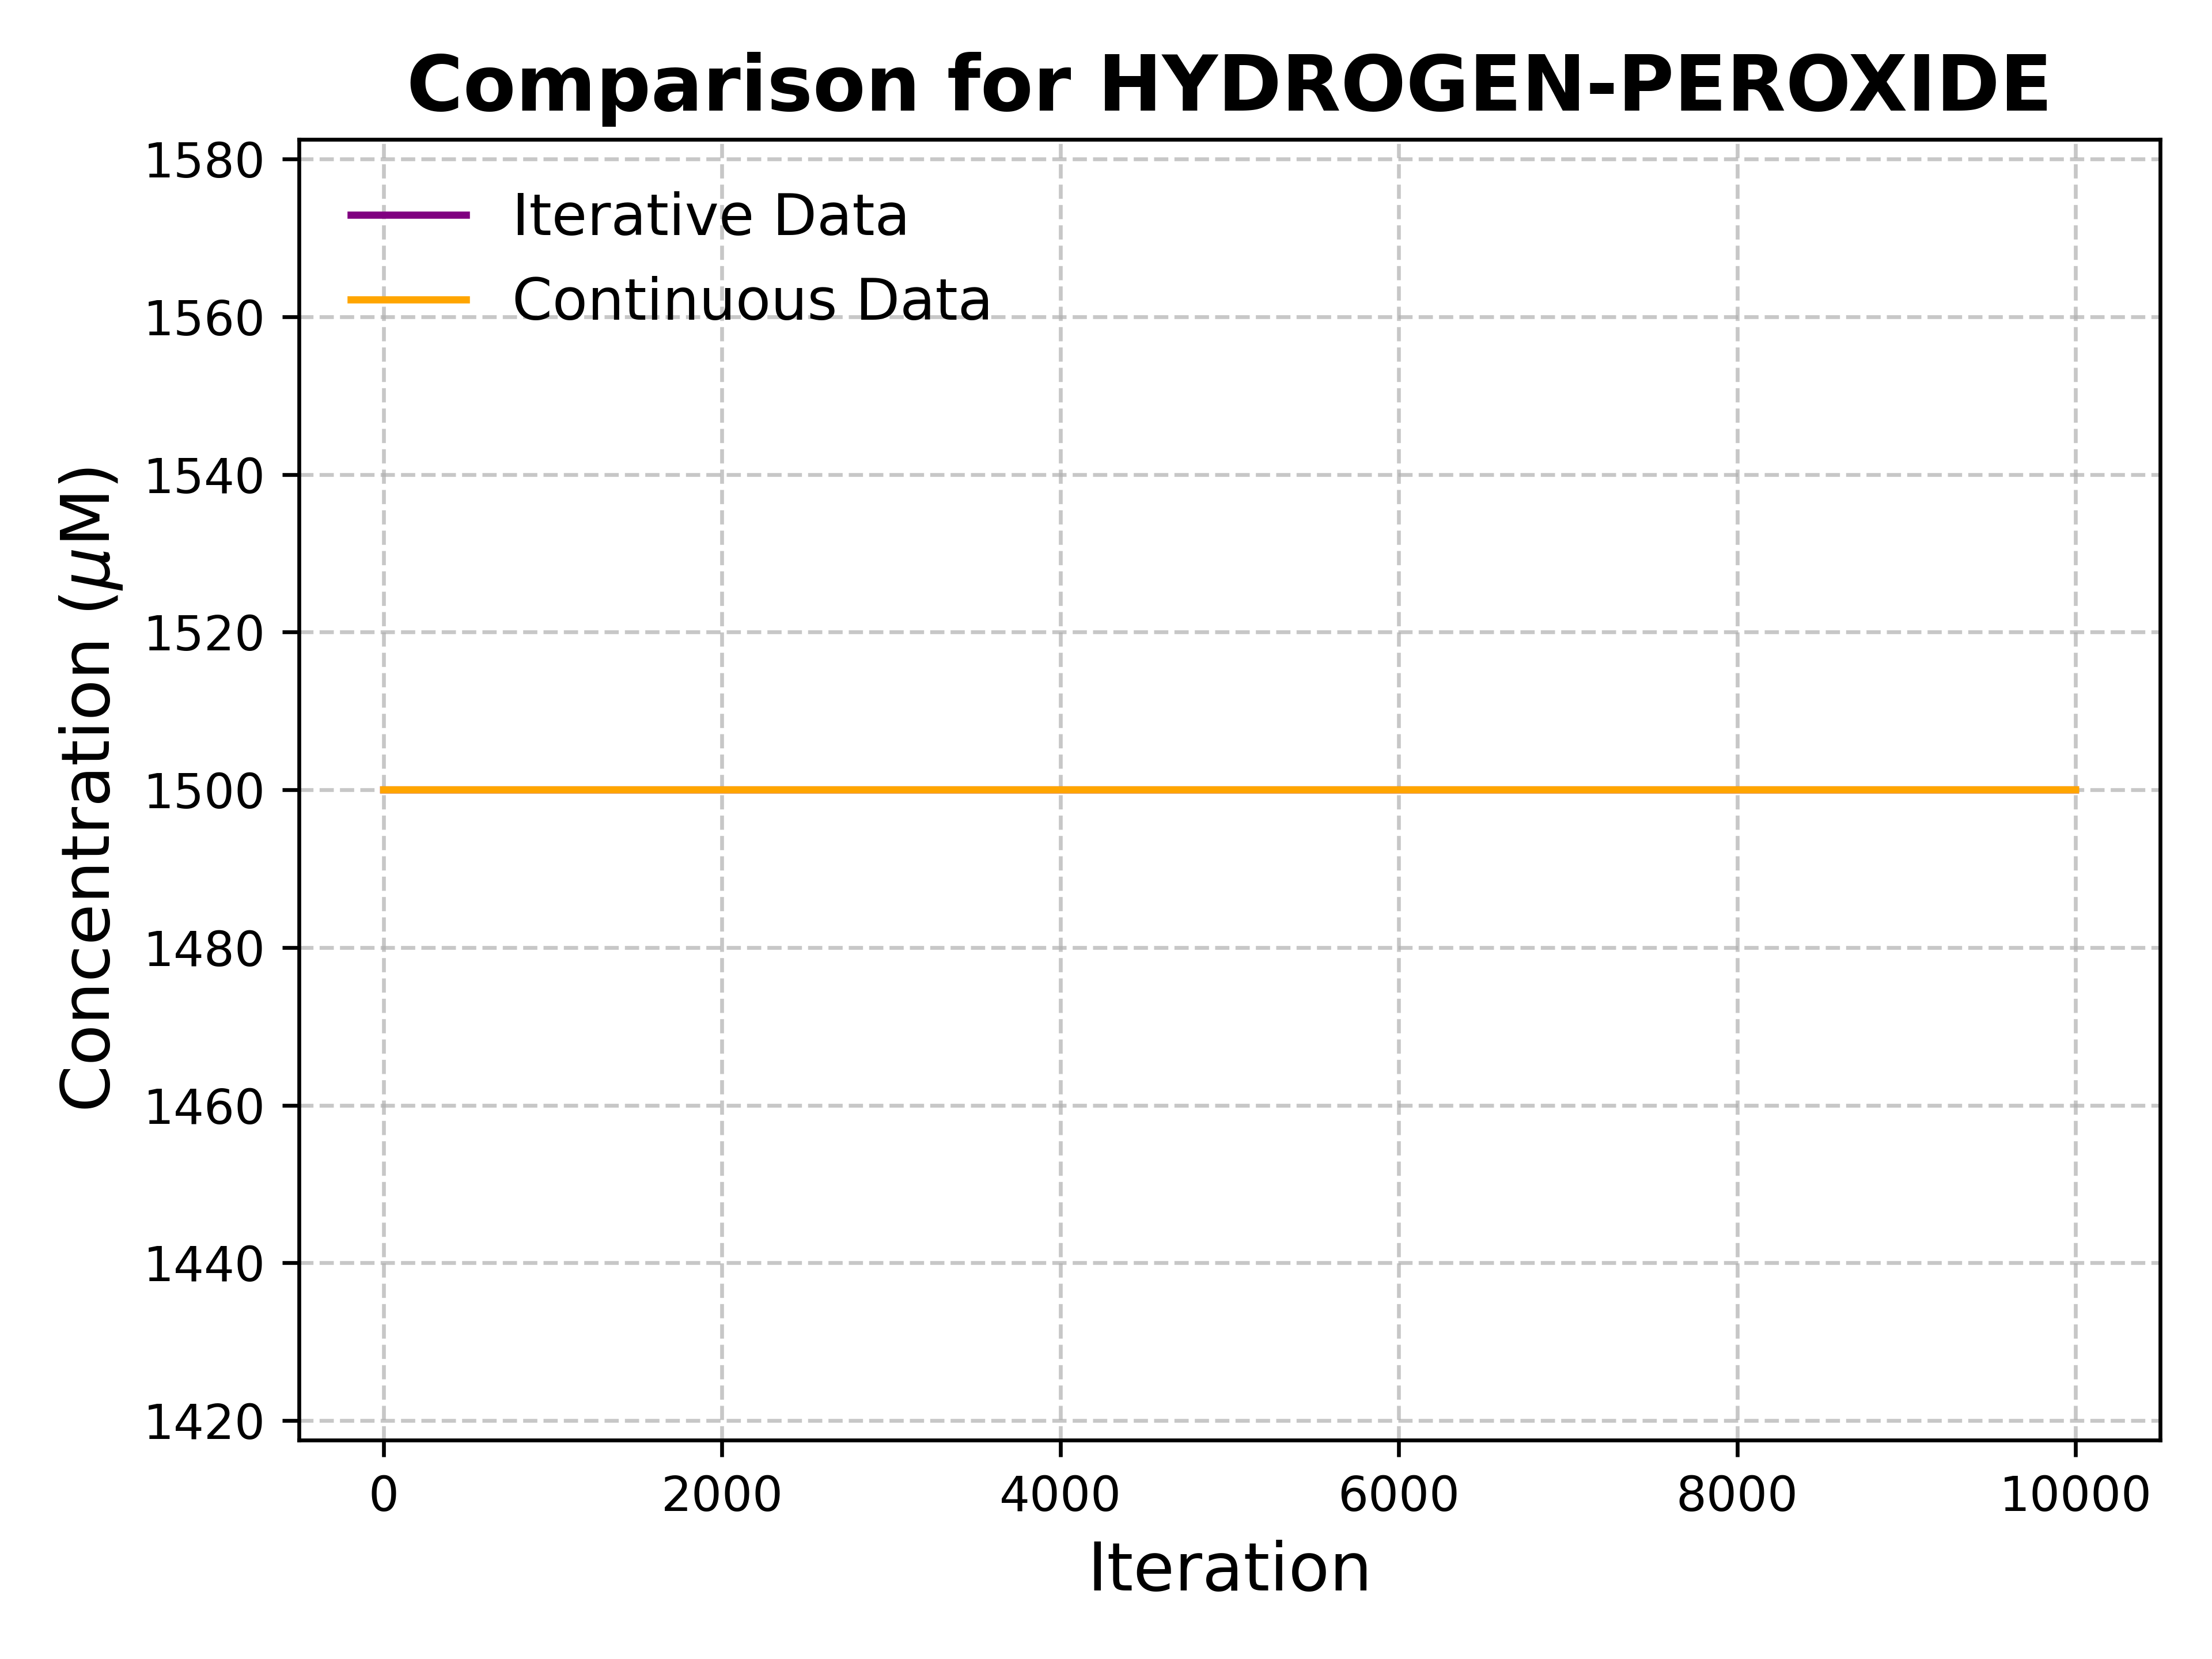 Comparison for HYDROGEN-PEROXIDE
Iterative Data
Continuous Data
Concentration (μM)
1580
1560
1540
1520
1500
1480
1460
1440
1420
0 2000 4000 6000 8000 10000
Iteration